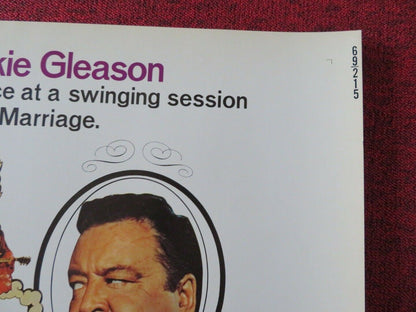 kie Gleason
ce at a swinging session
Marriage.
69215